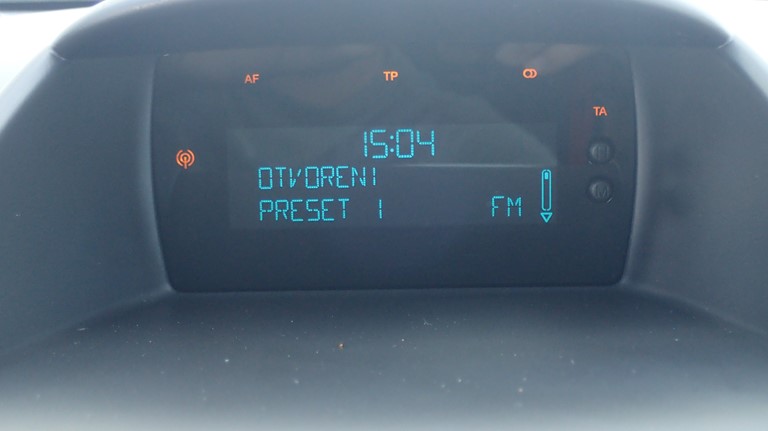 AF TP
TA
15:04
OTVORENI
PRESET 1 FM